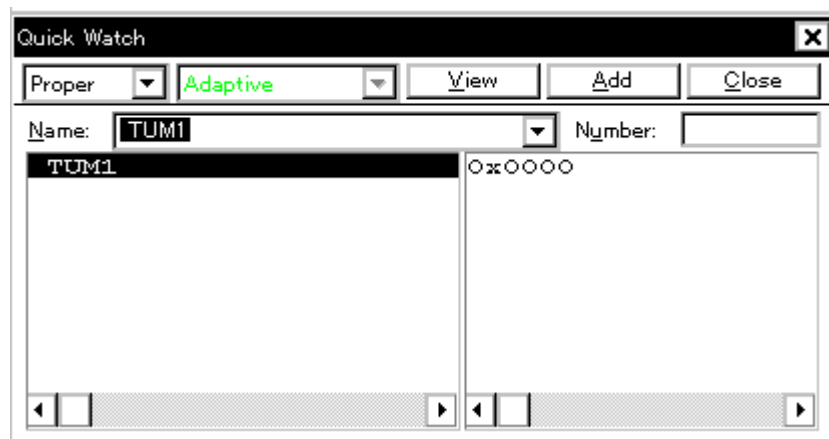 Quick Watch
Proper Adaptive View Add Close
Name: TUM1 Number:
TUM1 0x0000